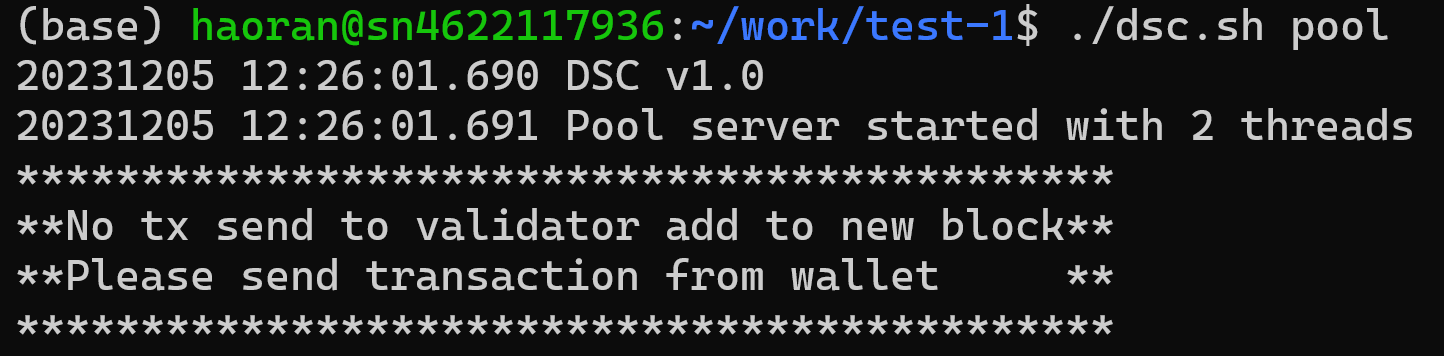 (base) haoran@sn4622117936:~/work/test-1$ ./dsc.sh pool
20231205 12:26:01.690 DSC v1.0
20231205 12:26:01.691 Pool server started with 2 threads
********************************************
**No tx send to validator add to new block**
**Please send transaction from wallet     **
********************************************